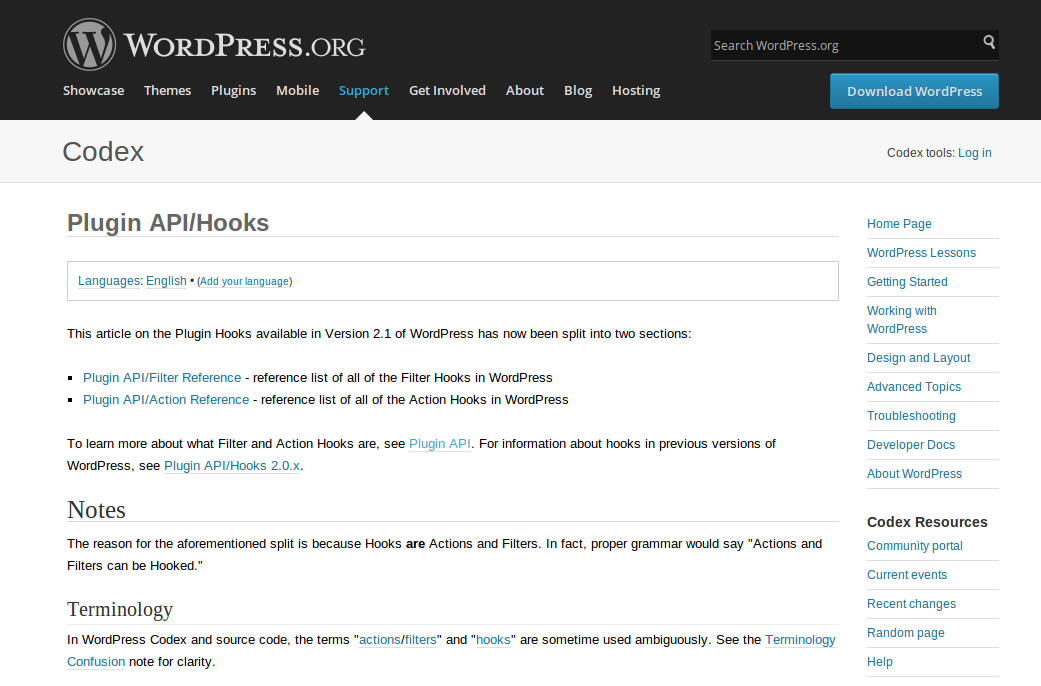 WORDPRESS.ORG
Search WordPress.org
Showcase Themes Plugins Mobile Support Get Involved About Blog Hosting
Download WordPress
Codex
Codex tools: Log in
Plugin API/Hooks
Languages: English • (Add your language)
This article on the Plugin Hooks available in Version 2.1 of WordPress has now been split into two sections:
Plugin API/Filter Reference - reference list of all of the Filter Hooks in WordPress
Plugin API/Action Reference - reference list of all of the Action Hooks in WordPress
To learn more about what Filter and Action Hooks are, see Plugin API. For information about hooks in previous versions of
WordPress, see Plugin API/Hooks 2.0.x.
Notes
The reason for the aforementioned split is because Hooks are Actions and Filters. In fact, proper grammar would say "Actions and
Filters can be Hooked."
Terminology
In WordPress Codex and source code, the terms "actions/filters" and "hooks" are sometime used ambiguously. See the Terminology
Confusion note for clarity.
Home Page
WordPress Lessons
Getting Started
Working with
WordPress
Design and Layout
Advanced Topics
Troubleshooting
Developer Docs
About WordPress
Codex Resources
Community portal
Current events
Recent changes
Random page
Help